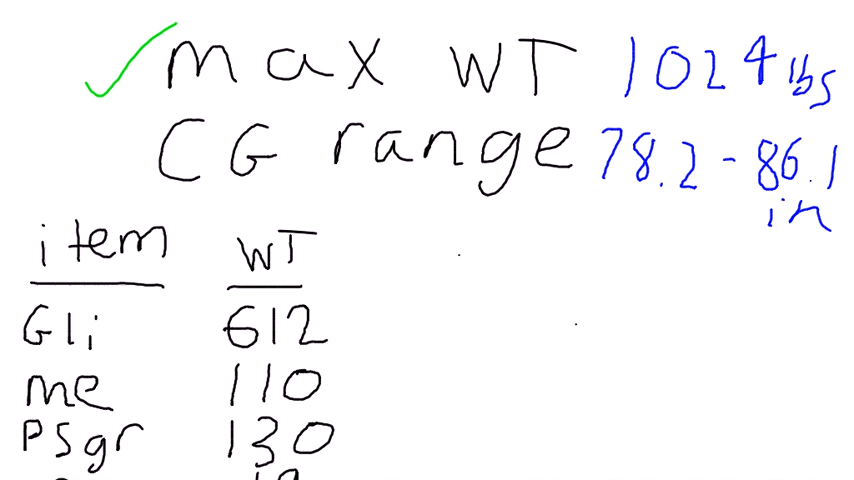 max WT 1024 lbs
CG range 78.2 - 86.1 in
item WT
Gli 612
me 110
Psgr 130